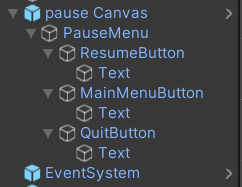 pause Canvas
PauseMenu
ResumeButton
Text
MainMenuButton
Text
QuitButton
Text
EventSystem